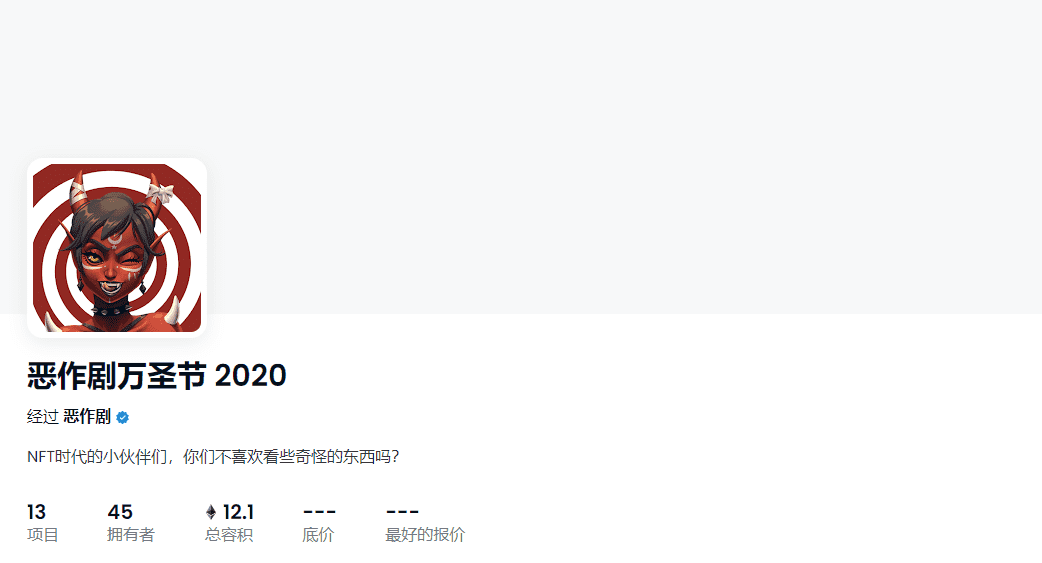 恶作剧万圣节 2020
经过 恶作剧
NFT时代的小伙伴们，你们不喜欢看些奇怪的东西吗?
13 45 12.1 --- ---
项目 拥有者 总容积 底价 最好的报价